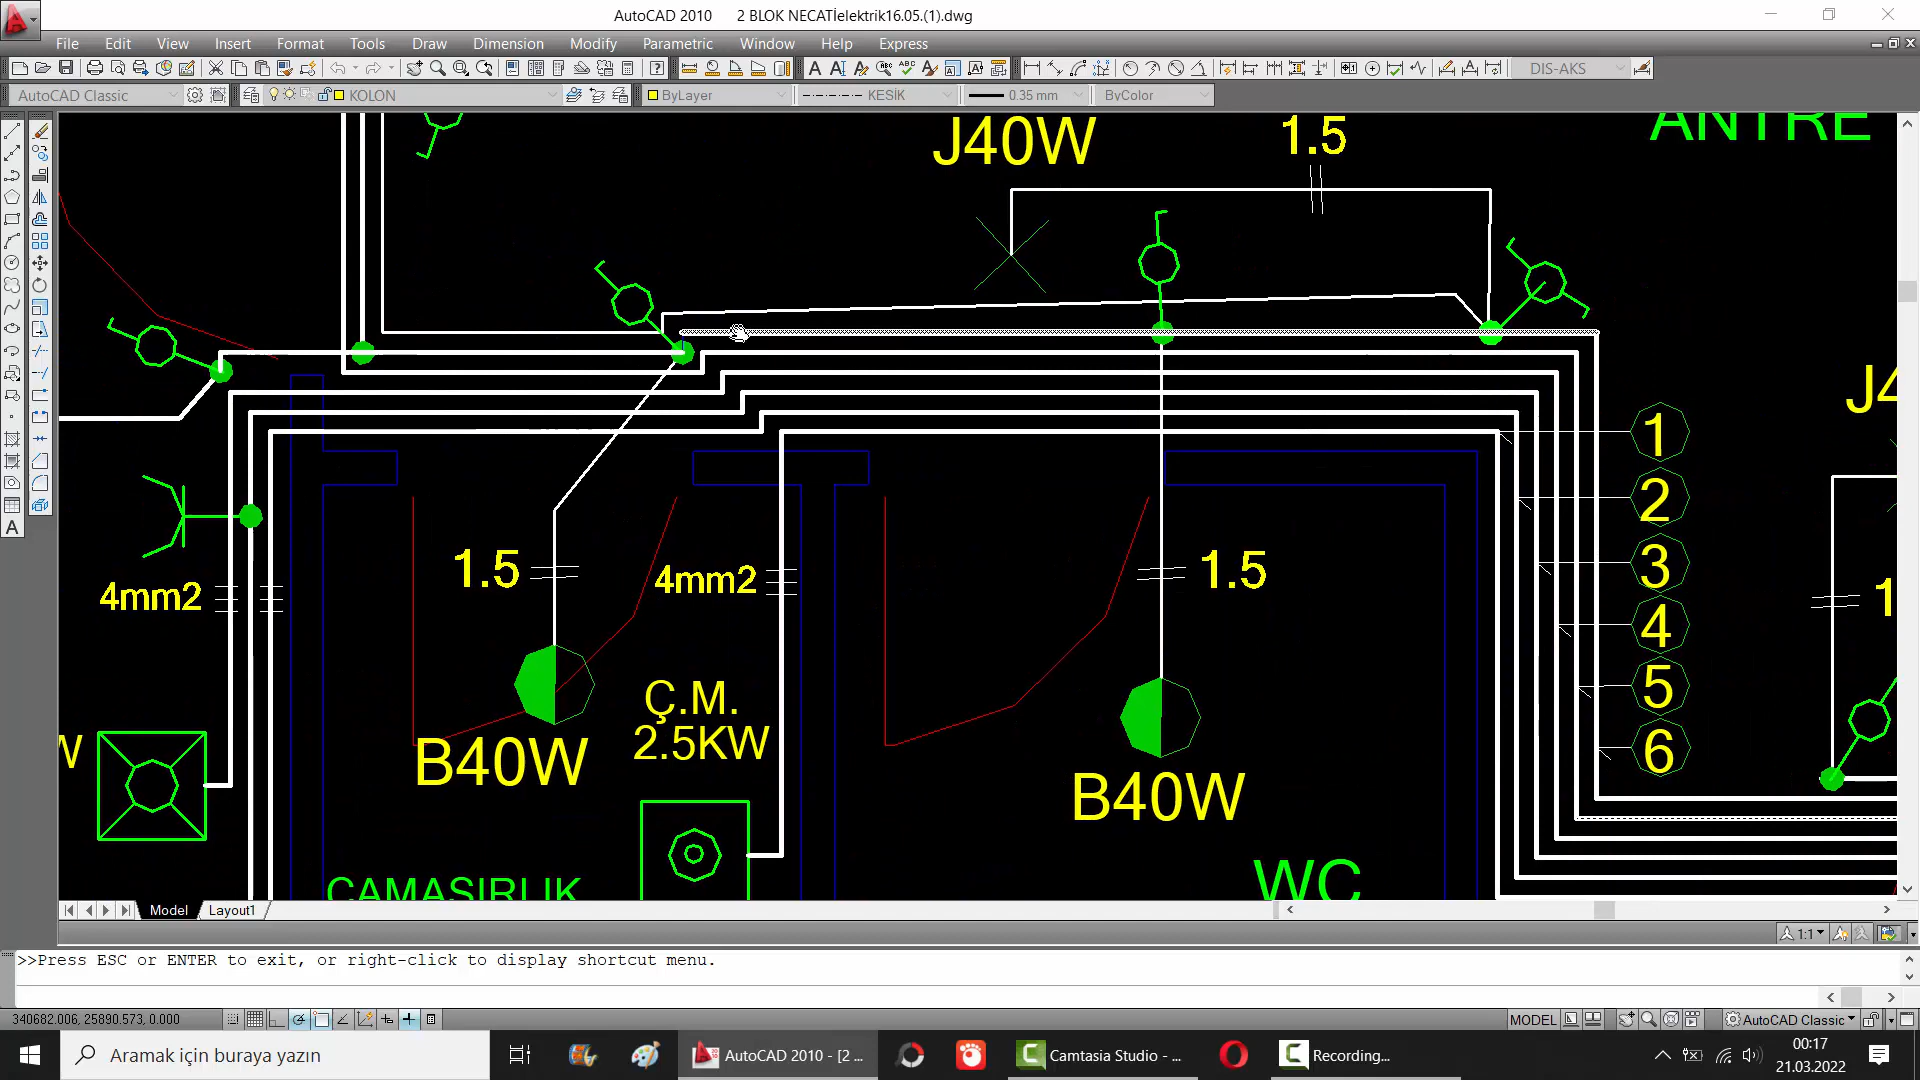 AutoCAD 2010 2 BLOK NECATİelektrik16.05.(1).dwg
File Edit View Insert Format Tools Draw Dimension Modify Parametric Window Help Express
DIS-AKS
AutoCAD Classic
KOLON
ByLayer
KESİK
0.35 mm
ByColor
J40W
1.5
ANTRE
1
2
3
4
5
6
1.5
4mm2
1.5
4mm2
Ç.M.
2.5KW
B40W
B40W
ÇAMAŞIRLIK
WC
W
Model Layout1
1:1
>>Press ESC or ENTER to exit, or right-click to display shortcut menu.
340682.006, 25890.573, 0.000
MODEL
AutoCAD Classic
Aramak için buraya yazın
AutoCAD 2010 - [2 ...
Camtasia Studio - ...
Recording...
00:17
21.03.2022